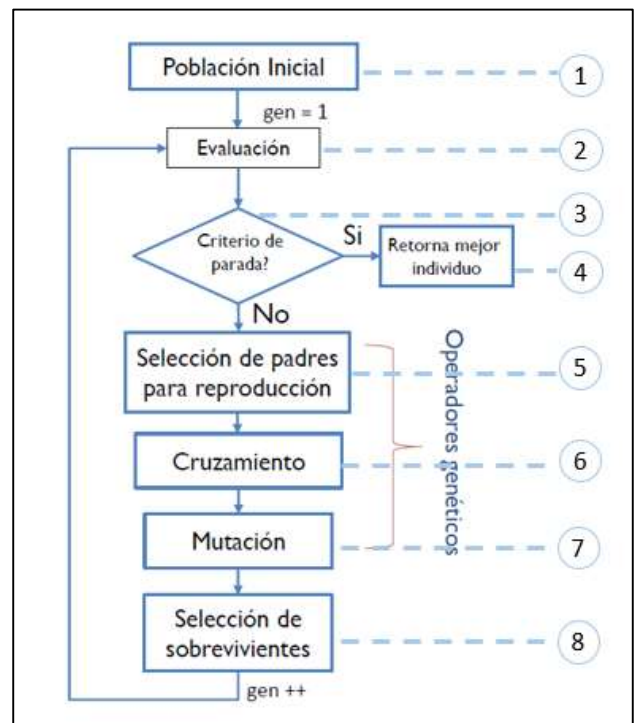 Población Inicial
1
gen = 1
Evaluación
2
3
Criterio de
parada?
Si
Retorna mejor
individuo
4
No
Selección de padres
para reproducción
5
Operadores genéticos
Cruzamiento
6
Mutación
7
Selección de
sobrevivientes
8
gen ++